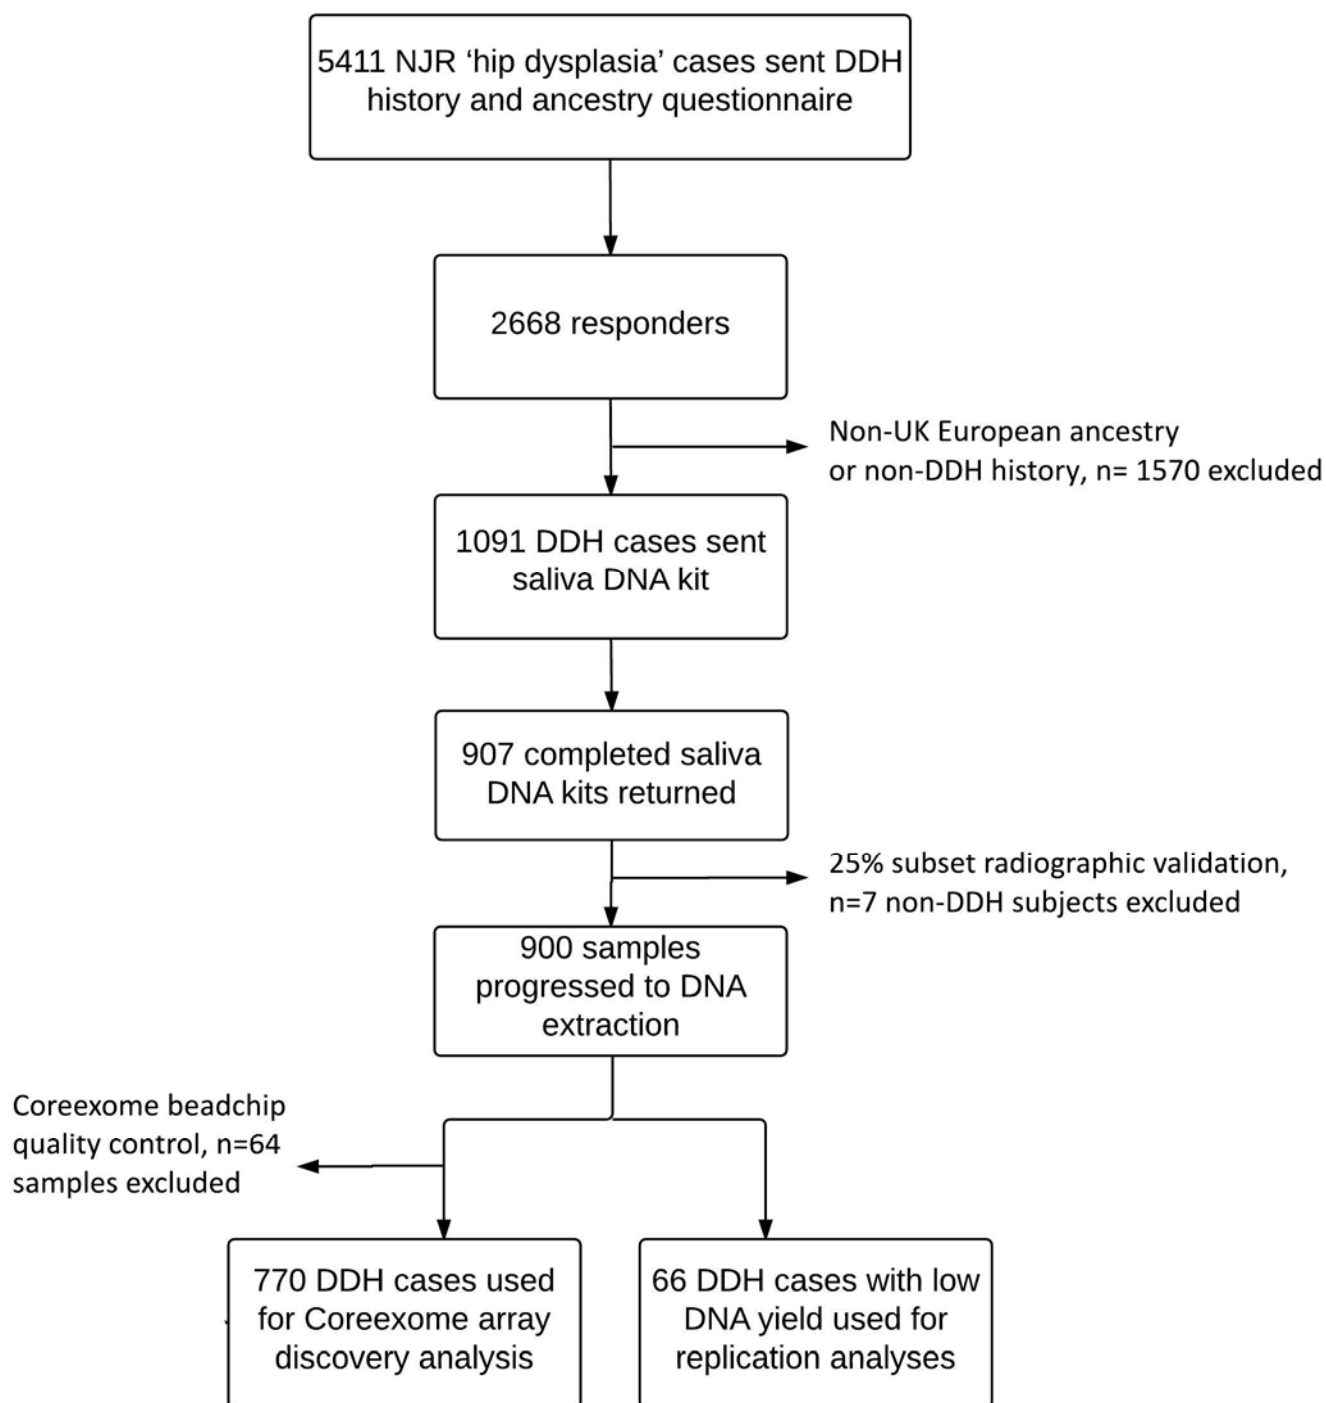 5411 NJR ‘hip dysplasia’ cases sent DDH
history and ancestry questionnaire
2668 responders
Non-UK European ancestry
or non-DDH history, n= 1570 excluded
1091 DDH cases sent
saliva DNA kit
907 completed saliva
DNA kits returned
25% subset radiographic validation,
n=7 non-DDH subjects excluded
900 samples
progressed to DNA
extraction
Coreexome beadchip
quality control, n=64
samples excluded
770 DDH cases used
for Coreexome array
discovery analysis
66 DDH cases with low
DNA yield used for
replication analyses